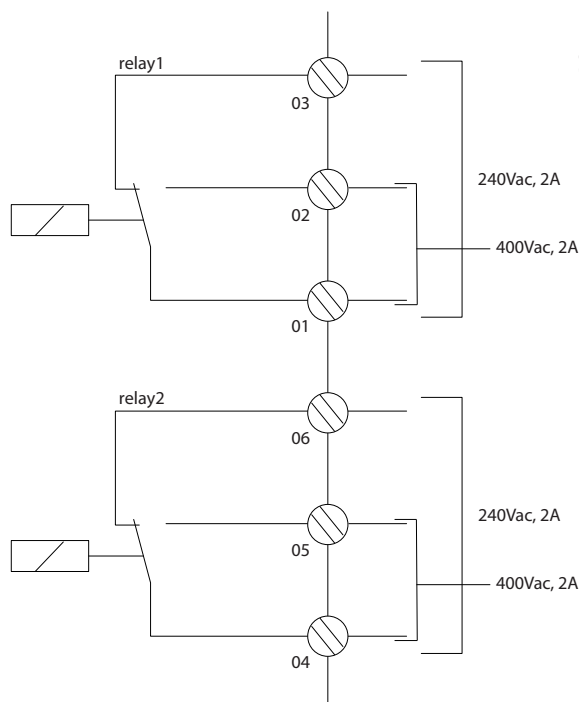 relay1
03
240Vac, 2A
02
400Vac, 2A
01
relay2
06
240Vac, 2A
05
400Vac, 2A
04